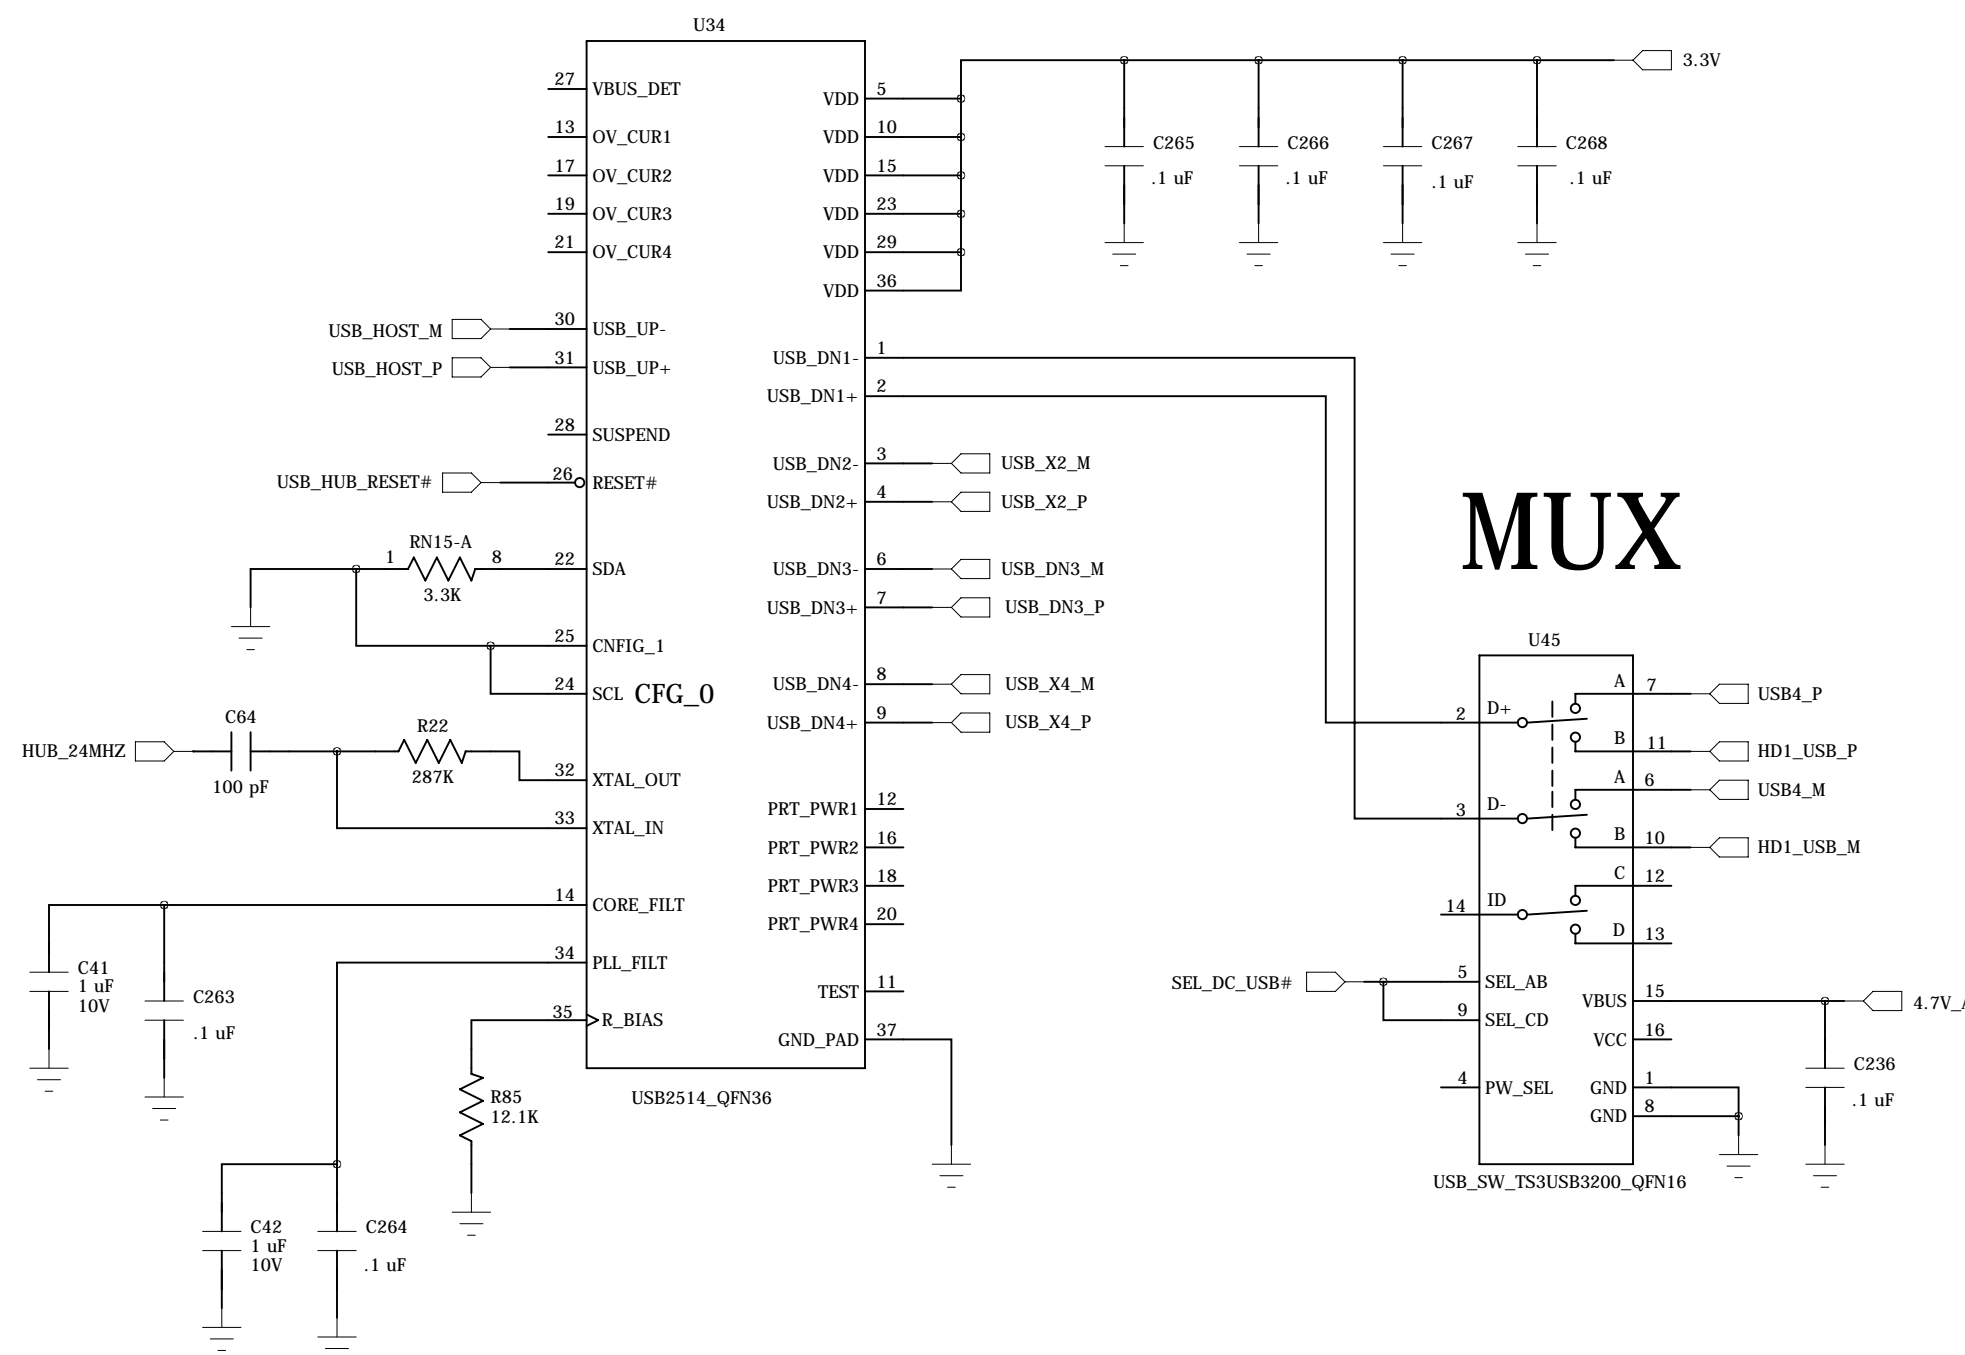 U34
27 VBUS_DET
13 OV_CUR1
17 OV_CUR2
19 OV_CUR3
21 OV_CUR4
USB_HOST_M 30 USB_UP-
USB_HOST_P 31 USB_UP+
28 SUSPEND
USB_HUB_RESET# 26 RESET#
RN15-A
1 8 22 SDA
3.3K
25 CNFIG_1
24 SCL CFG_0
C64
R22
HUB_24MHZ
100 pF
287K
32 XTAL_OUT
33 XTAL_IN
14 CORE_FILT
34 PLL_FILT
C41
1 uF
10V
C263
.1 uF
35 R_BIAS
R85
12.1K
C42
1 uF
10V
C264
.1 uF
VDD 5
VDD 10
VDD 15
VDD 23
VDD 29
VDD 36
USB_DN1- 1
USB_DN1+ 2
USB_DN2- 3 USB_X2_M
USB_DN2+ 4 USB_X2_P
USB_DN3- 6 USB_DN3_M
USB_DN3+ 7 USB_DN3_P
USB_DN4- 8 USB_X4_M
USB_DN4+ 9 USB_X4_P
PRT_PWR1 12
PRT_PWR2 16
PRT_PWR3 18
PRT_PWR4 20
TEST 11
GND_PAD 37
USB2514_QFN36
3.3V
C265
.1 uF
C266
.1 uF
C267
.1 uF
C268
.1 uF
MUX
U45
2 D+
A 7 USB4_P
B 11 HD1_USB_P
A 6 USB4_M
3 D-
B 10 HD1_USB_M
C 12
14 ID
D 13
SEL_DC_USB# 5 SEL_AB
9 SEL_CD
VBUS 15
4.7V_
VCC 16
4 PW_SEL
GND 1
GND 8
C236
.1 uF
USB_SW_TS3USB3200_QFN16